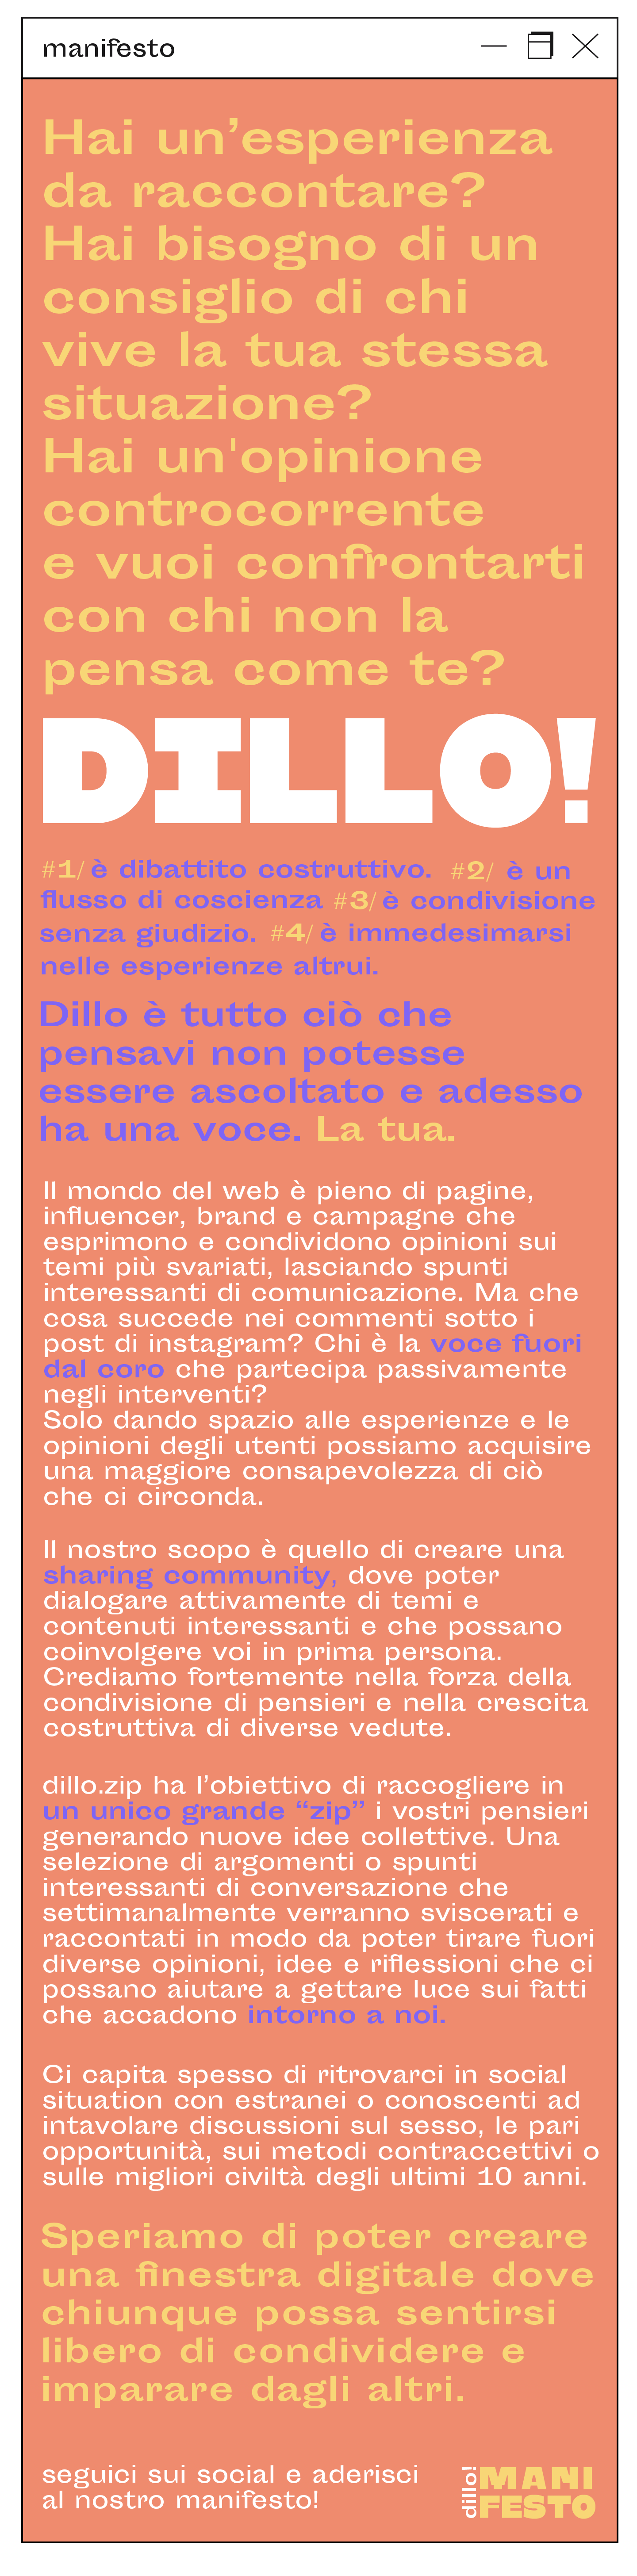 manifesto
Hai un’esperienza
da raccontare?
Hai bisogno di un
consiglio di chi
vive la tua stessa
situazione?
Hai un'opinione
controcorrente
e vuoi confrontarti
con chi non la
pensa come te?
DILLO!
#1/ è dibattito costruttivo. #2/ è un
flusso di coscienza #3/ è condivisione
senza giudizio. #4/ è immedesimarsi
nelle esperienze altrui.
Dillo è tutto ciò che
pensavi non potesse
essere ascoltato e adesso
ha una voce. La tua.
Il mondo del web è pieno di pagine,
influencer, brand e campagne che
esprimono e condividono opinioni sui
temi più svariati, lasciando spunti
interessanti di comunicazione. Ma che
cosa succede nei commenti sotto i
post di instagram? Chi è la voce fuori
dal coro che partecipa passivamente
negli interventi?
Solo dando spazio alle esperienze e le
opinioni degli utenti possiamo acquisire
una maggiore consapevolezza di ciò
che ci circonda.
Il nostro scopo è quello di creare una
sharing community, dove poter
dialogare attivamente di temi e
contenuti interessanti e che possano
coinvolgere voi in prima persona.
Crediamo fortemente nella forza della
condivisione di pensieri e nella crescita
costruttiva di diverse vedute.
dillo.zip ha l’obiettivo di raccogliere in
un unico grande “zip” i vostri pensieri
generando nuove idee collettive. Una
selezione di argomenti o spunti
interessanti di conversazione che
settimanalmente verranno sviscerati e
raccontati in modo da poter tirare fuori
diverse opinioni, idee e riflessioni che ci
possano aiutare a gettare luce sui fatti
che accadono intorno a noi.
Ci capita spesso di ritrovarci in social
situation con estranei o conoscenti ad
intavolare discussioni sul sesso, le pari
opportunità, sui metodi contraccettivi o
sulle migliori civiltà degli ultimi 10 anni.
Speriamo di poter creare
una finestra digitale dove
chiunque possa sentirsi
libero di condividere e
imparare dagli altri.
seguici sui social e aderisci
al nostro manifesto!
dillo!
MANI
FESTO